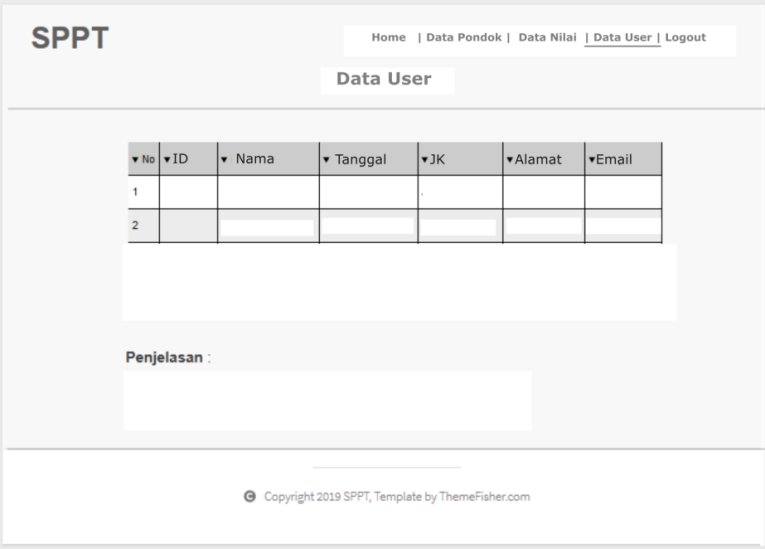 SPPT
Home | Data Pondok | Data Nilai | Data User | Logout
Data User
▼ No ▼ID ▼ Nama ▼ Tanggal ▼JK ▼Alamat ▼Email
1
2
Penjelasan :
C Copyright 2019 SPPT, Template by ThemeFisher.com